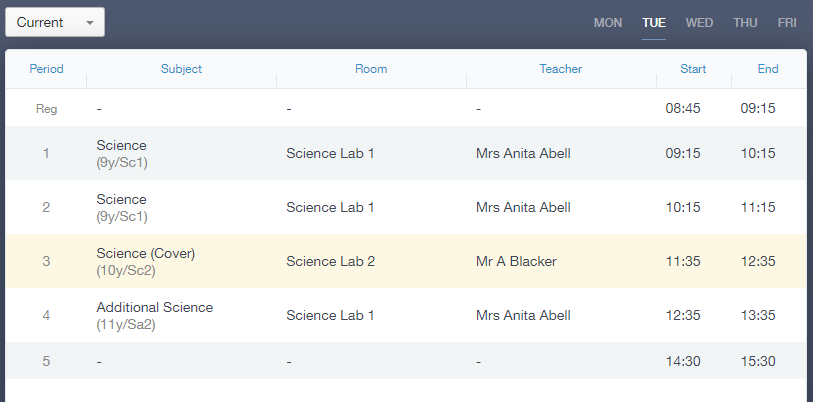 Current MON TUE WED THU FRI
Period Subject Room Teacher Start End
Reg - - - 08:45 09:15
1 Science Science Lab 1 Mrs Anita Abell 09:15 10:15
(9y/Sc1)
2 Science Science Lab 1 Mrs Anita Abell 10:15 11:15
(9y/Sc1)
3 Science (Cover) Science Lab 2 Mr A Blacker 11:35 12:35
(10y/Sc2)
4 Additional Science Science Lab 1 Mrs Anita Abell 12:35 13:35
(11y/Sa2)
5 - - - 14:30 15:30